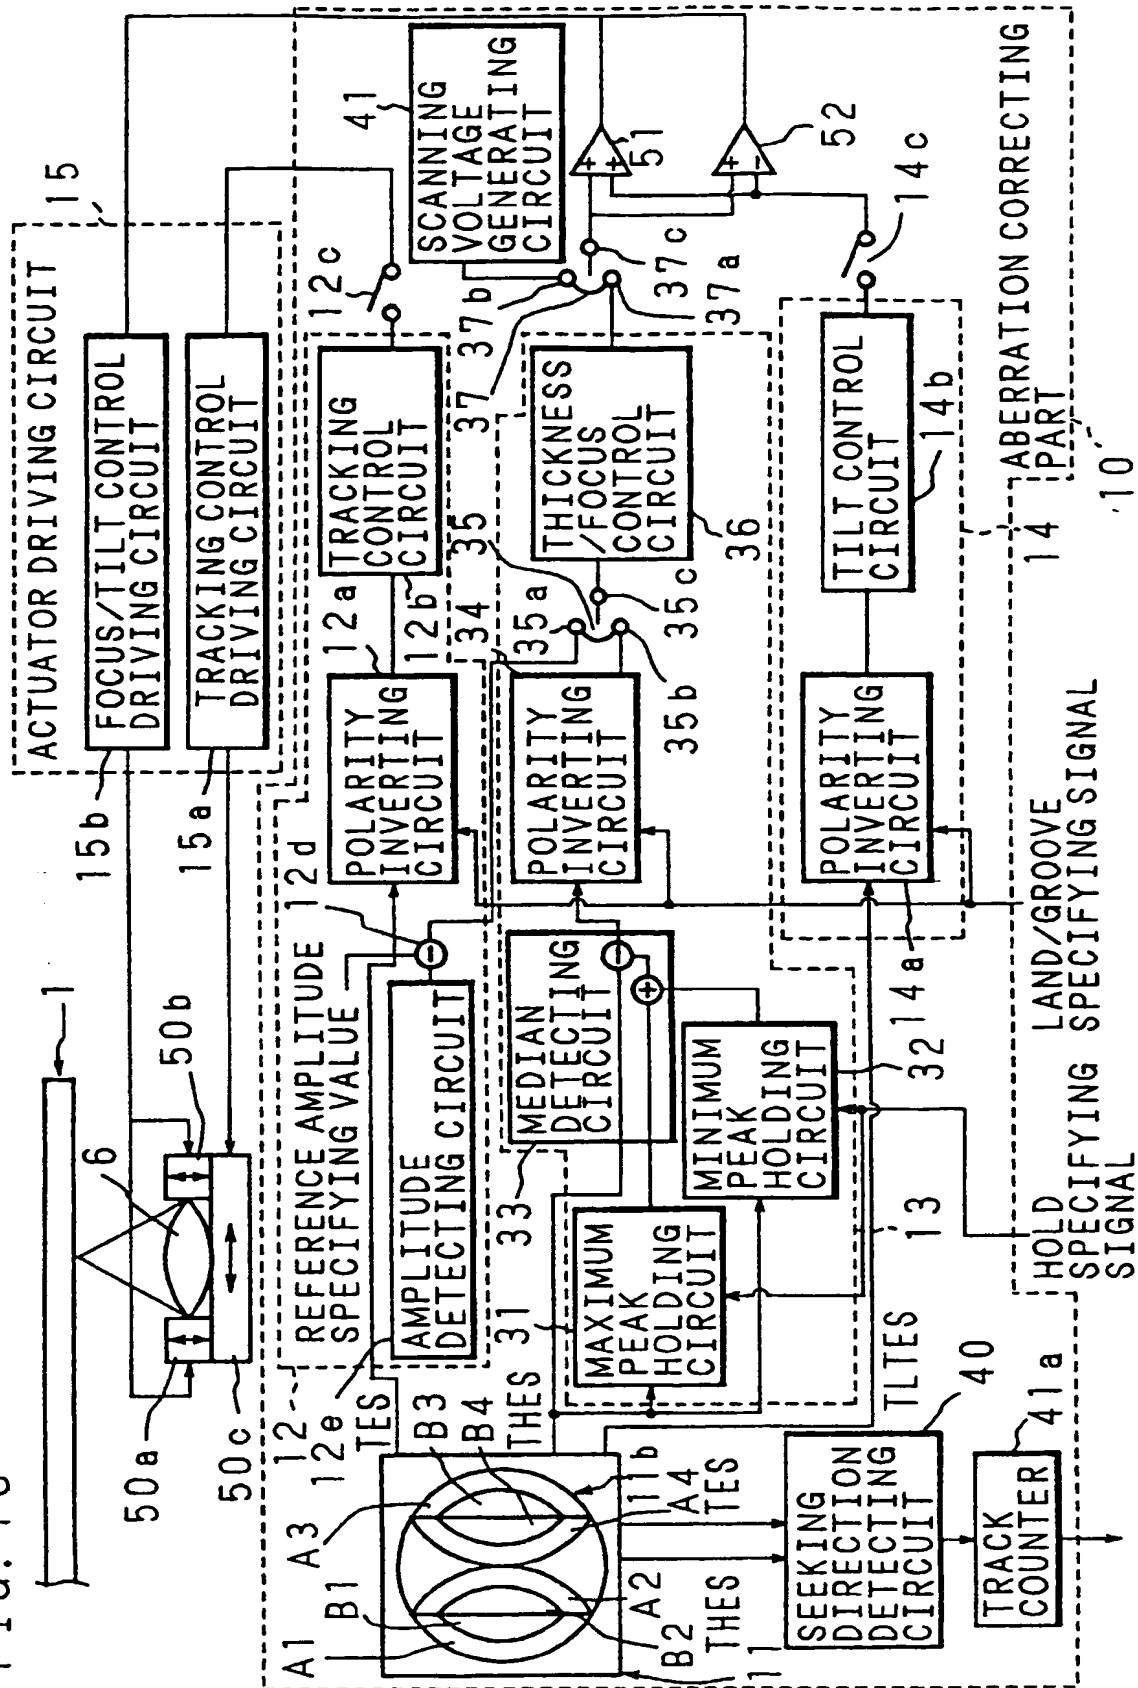 1
6
50a
50b
50c
15b
15a
ACTUATOR DRIVING CIRCUIT
15
FOCUS/TILT CONTROL
DRIVING CIRCUIT
TRACKING CONTROL
DRIVING CIRCUIT
12
REFERENCE AMPLITUDE
SPECIFYING VALUE
12d
12e
AMPLITUDE
DETECTING CIRCUIT
TES
12a
POLARITY
INVERTING
CIRCUIT
12b
TRACKING
CONTROL
CIRCUIT
12c
41
SCANNING
VOLTAGE
GENERATING
CIRCUIT
A3
B3
B4
A1
B1
11b
A4
A2
B2
11
THES
THES
TES
TLTES
31
MAXIMUM
PEAK
HOLDING
CIRCUIT
33
MEDIAN
DETECTING
CIRCUIT
−
+
32
MINIMUM
PEAK
HOLDING
CIRCUIT
13
34
POLARITY
INVERTING
CIRCUIT
35
35a
35b
35c
THICKNESS
/FOCUS
CONTROL
CIRCUIT
36
37
37b
37c
37a
+
+
51
+
−
52
14a
POLARITY
INVERTING
CIRCUIT
TILT CONTROL
CIRCUIT
14b
14c
14
40
SEEKING
DIRECTION
DETECTING
CIRCUIT
TRACK
COUNTER
41a
HOLD
SPECIFYING
SIGNAL
LAND/GROOVE
SPECIFYING SIGNAL
ABERRATION CORRECTING
PART
10